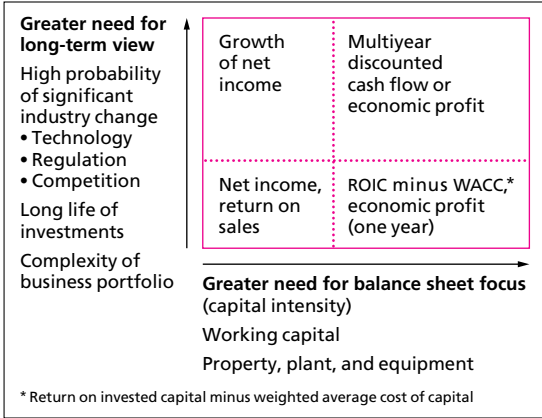 Greater need for
long-term view
High probability
of significant
industry change
• Technology
• Regulation
• Competition
Long life of
investments
Complexity of
business portfolio
Growth
of net
income
Multiyear
discounted
cash flow or
economic profit
Net income,
return on
sales
ROIC minus WACC,*
economic profit
(one year)
Greater need for balance sheet focus
(capital intensity)
Working capital
Property, plant, and equipment
* Return on invested capital minus weighted average cost of capital